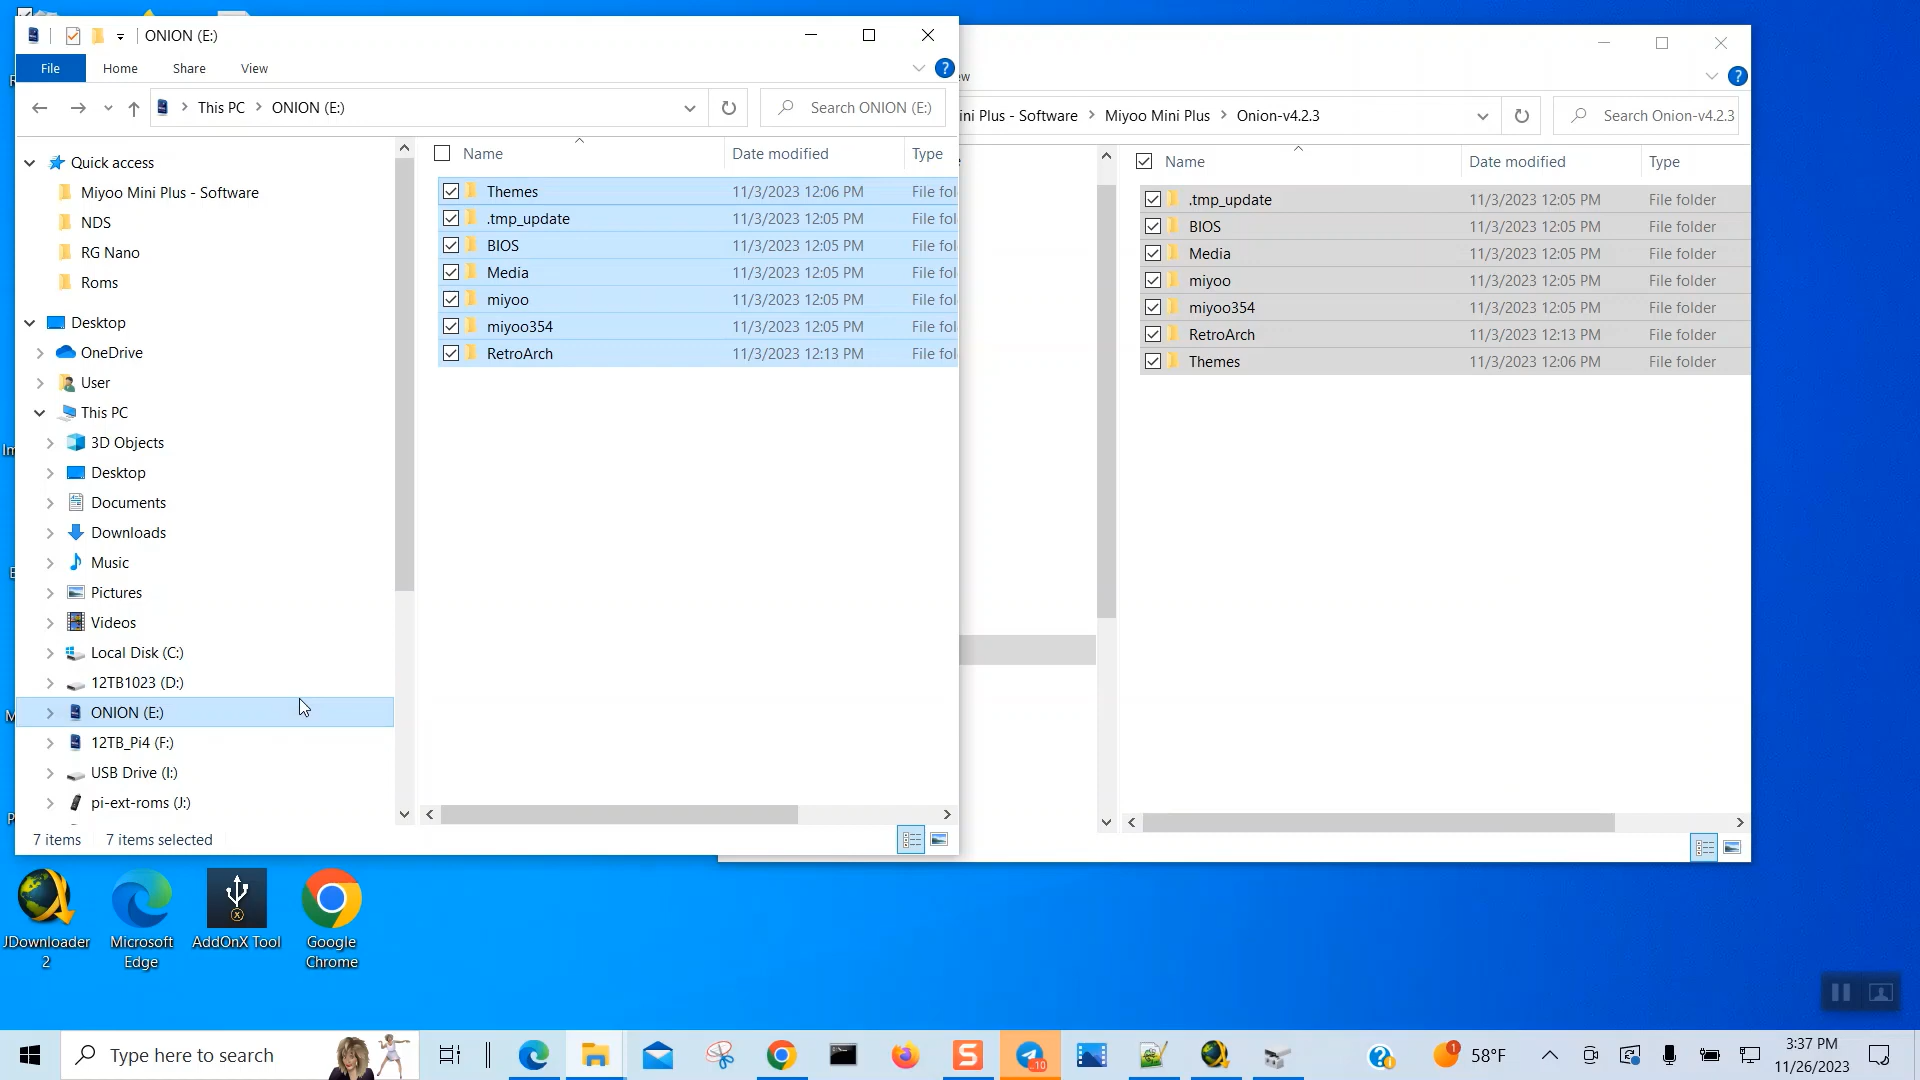 ONION (E:)
File
Home
Share
View
This PC
ONION (E:)
Search ONION (E:)
Quick access
Miyoo Mini Plus - Software
NDS
RG Nano
Roms
Desktop
OneDrive
User
This PC
3D Objects
Desktop
Documents
Downloads
Music
Pictures
Videos
Local Disk (C:)
12TB1023 (D:)
ONION (E:)
12TB_Pi4 (F:)
USB Drive (I:)
pi-ext-roms (J:)
Name Date modified Type
Themes 11/3/2023 12:06 PM File fol
.tmp_update 11/3/2023 12:05 PM File fol
BIOS 11/3/2023 12:05 PM File fol
Media 11/3/2023 12:05 PM File fol
miyoo 11/3/2023 12:05 PM File fol
miyoo354 11/3/2023 12:05 PM File fol
RetroArch 11/3/2023 12:13 PM File fol
7 items 7 items selected
ew
ini Plus - Software
Miyoo Mini Plus
Onion-v4.2.3
Search Onion-v4.2.3
Name Date modified Type
.tmp_update 11/3/2023 12:05 PM File folder
BIOS 11/3/2023 12:05 PM File folder
Media 11/3/2023 12:05 PM File folder
miyoo 11/3/2023 12:05 PM File folder
miyoo354 11/3/2023 12:05 PM File folder
RetroArch 11/3/2023 12:13 PM File folder
Themes 11/3/2023 12:06 PM File folder
JDownloader
2
Microsoft
Edge
AddOnX Tool
Google
Chrome
Type here to search
10
1
58°F
3:37 PM
11/26/2023